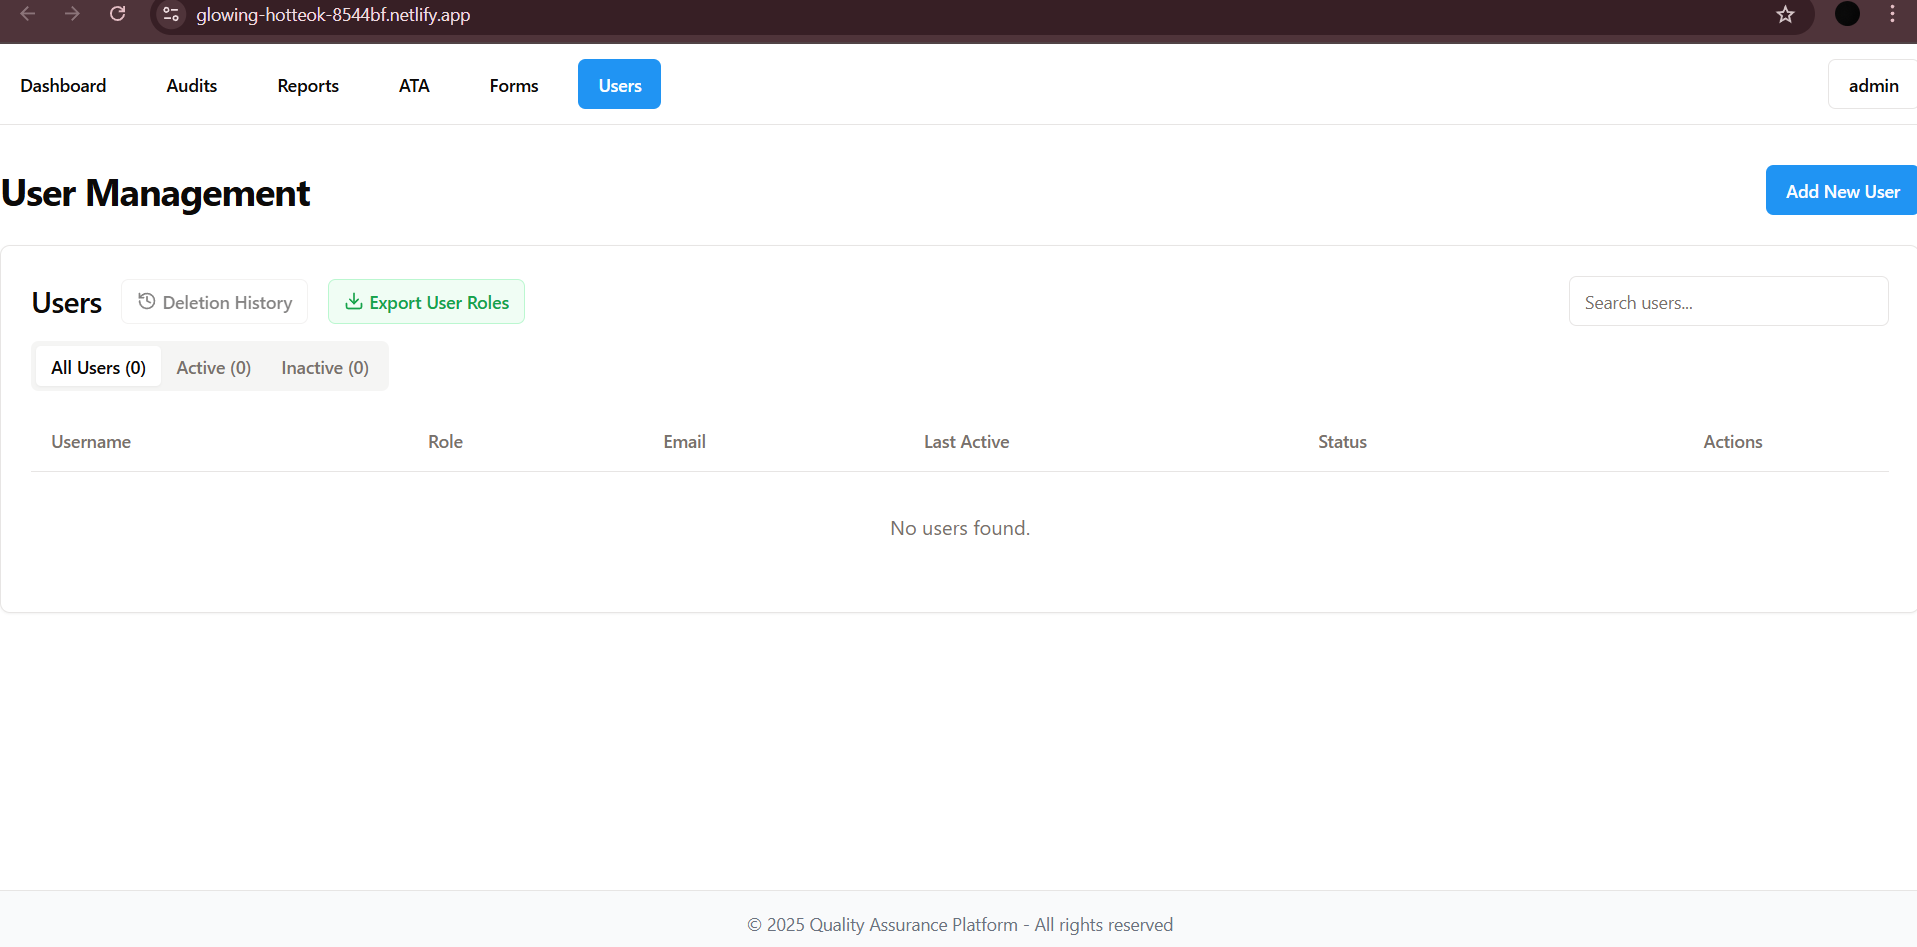 glowing-hotteok-8544bf.netlify.app
Dashboard Audits Reports ATA Forms Users admin
User Management Add New User
Users Deletion History Export User Roles Search users...
All Users (0) Active (0) Inactive (0)
Username Role Email Last Active Status Actions
No users found.
© 2025 Quality Assurance Platform - All rights reserved